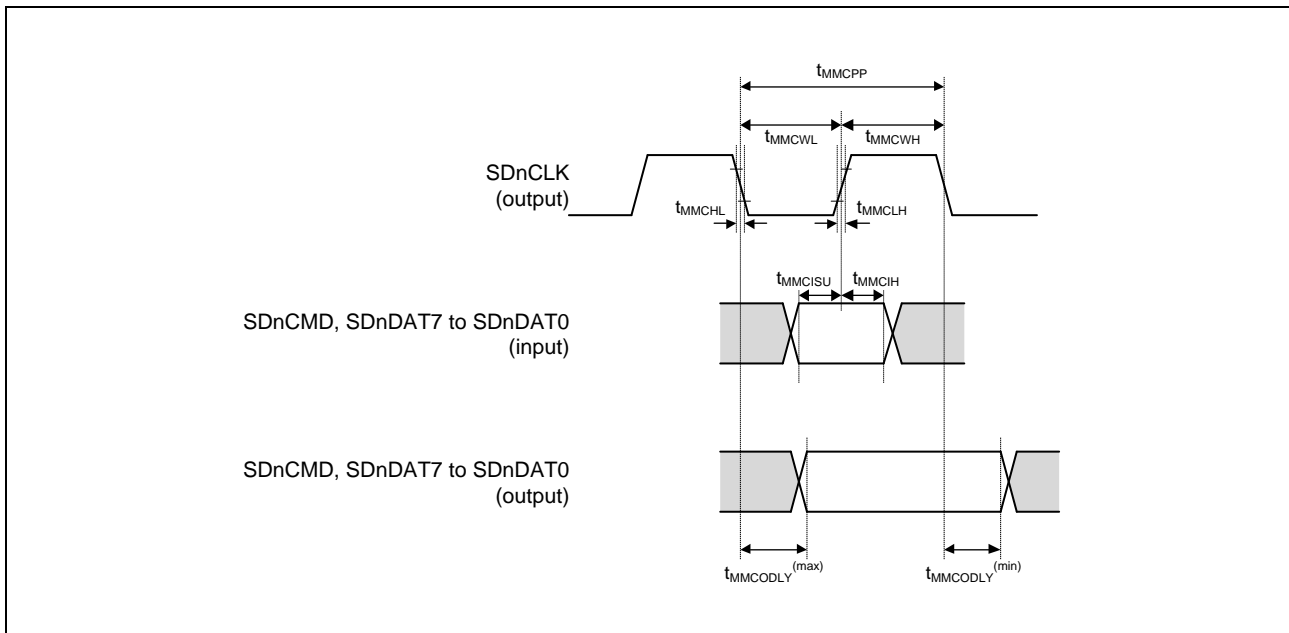 tMMCPP
tMMCWL
tMMCWH
SDnCLK
(output)
tMMCHL
tMMCLH
tMMCISU
tMMCIH
SDnCMD, SDnDAT7 to SDnDAT0
(input)
SDnCMD, SDnDAT7 to SDnDAT0
(output)
tMMCODLY(max)
tMMCODLY(min)